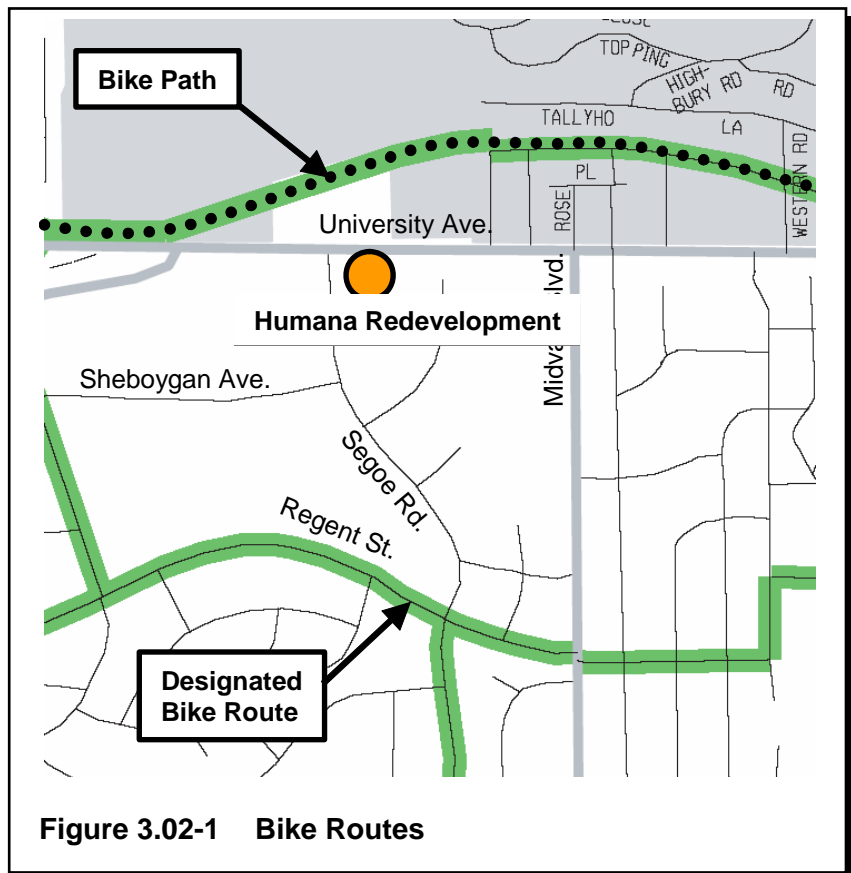 TOPPING
HIGH-
BURY RD
RD
Bike Path
TALLYHO
LA
WESTERN RD
PL
ROSE
University Ave.
Humana Redevelopment
Sheboygan Ave.
Segoe Rd.
Regent St.
Designated
Bike Route
Figure 3.02-1 Bike Routes